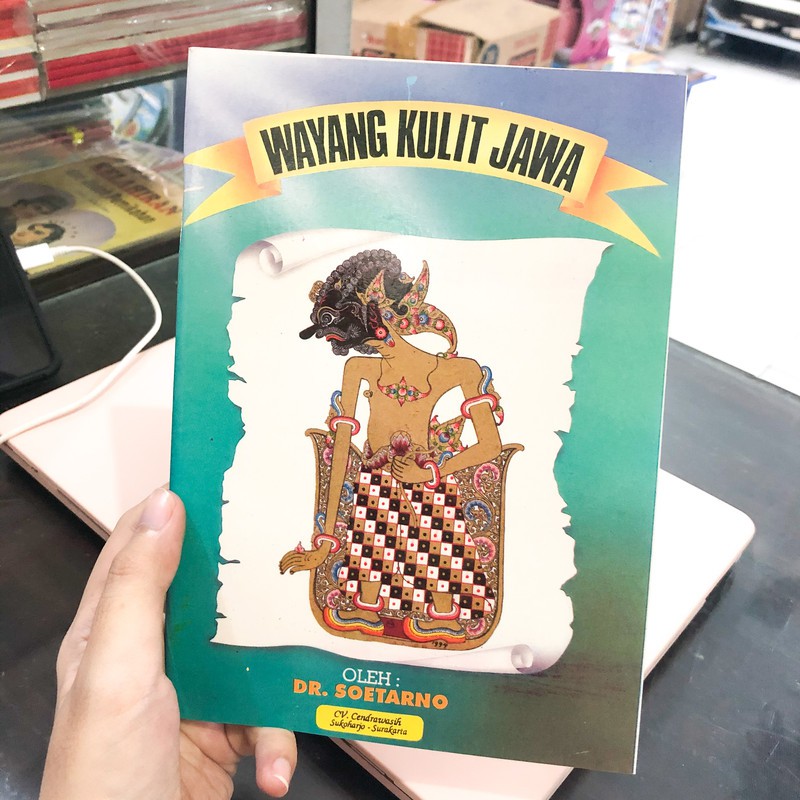 WAYANG KULIT JAWA
OLEH :
DR. SOETARNO
CV. Cendrawasih
Sukoharjo - Surakarta